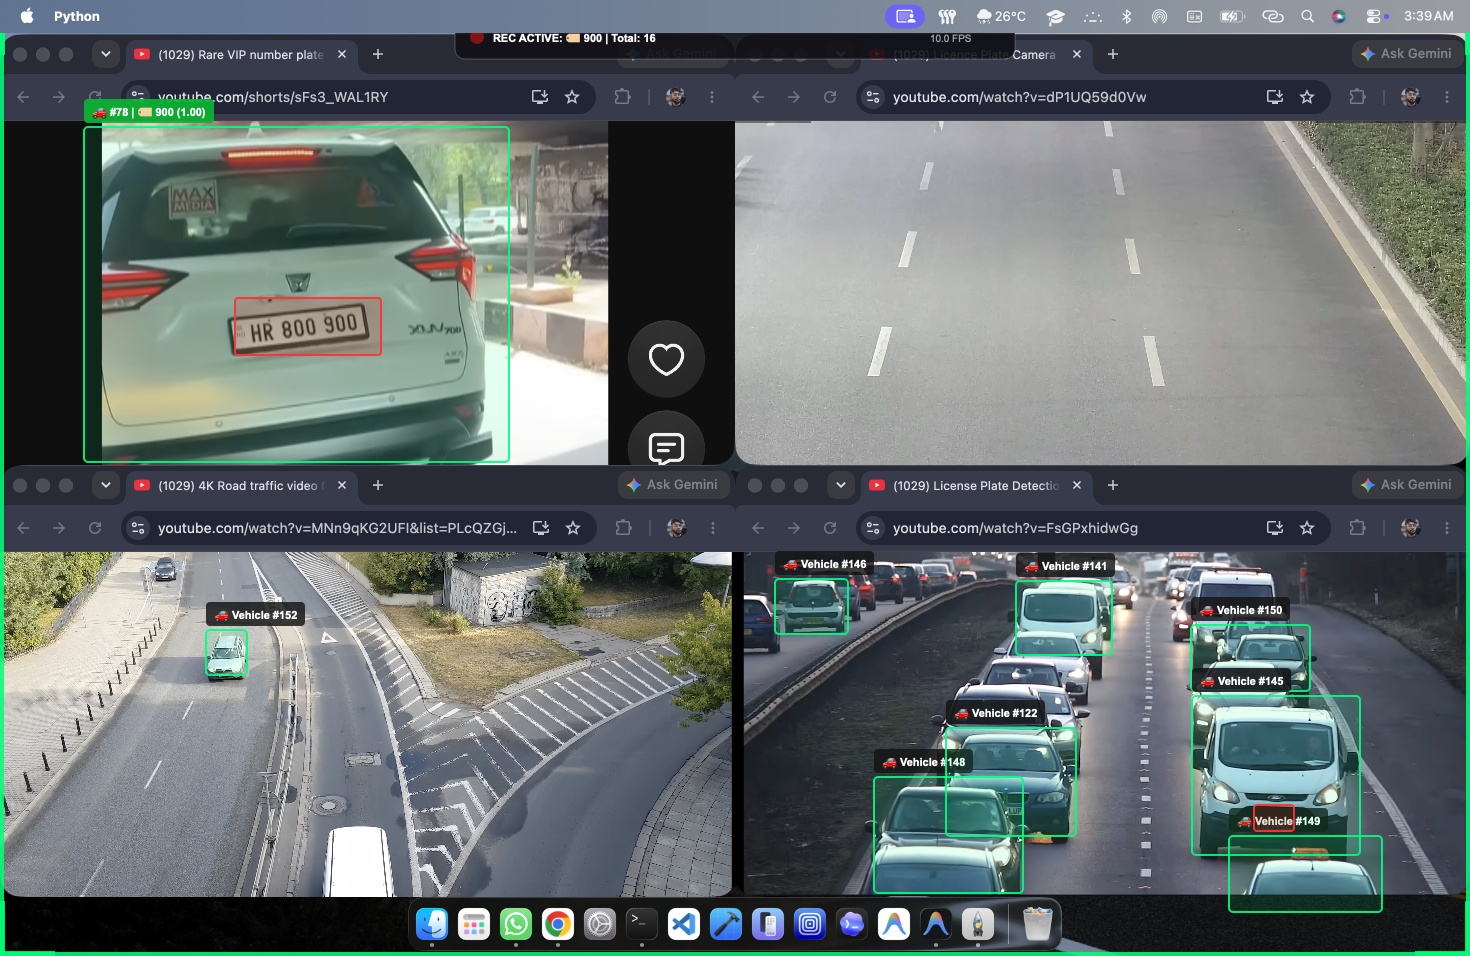 Python
26°C
3:39 AM
REC ACTIVE: 900 | Total: 16
10.0 FPS
(1029) Rare VIP number plate
Ask Gemini
youtube.com/shorts/sFs3_WAL1RY
#78 | 900 (1.00)
MAX
MEDIA
HR 800 900
XUV700
(1029) Licence Plate Camera
Ask Gemini
youtube.com/watch?v=dP1UQ59d0Vw
(1029) 4K Road traffic video f
Ask Gemini
youtube.com/watch?v=MNn9qKG2UFI&list=PLcQZGj...
Vehicle #152
(1029) License Plate Detectio
Ask Gemini
youtube.com/watch?v=FsGPxhidwGg
Vehicle #146
Vehicle #141
Vehicle #150
Vehicle #145
Vehicle #122
Vehicle #148
Vehicle #149